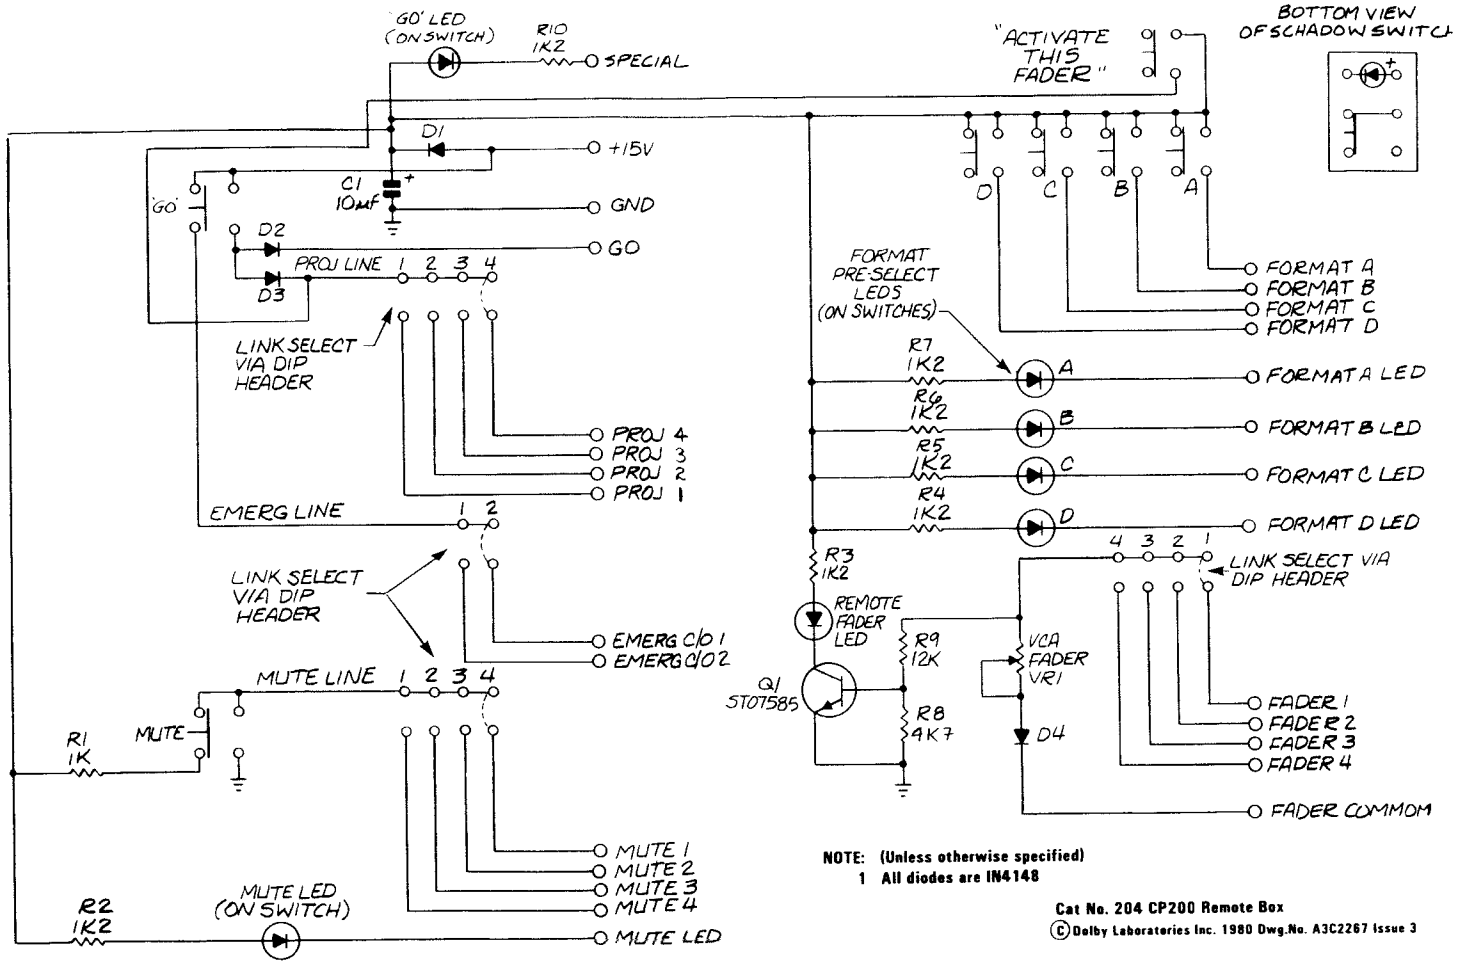 'GO' LED
(ON SWITCH)
R10
1K2
SPECIAL
"ACTIVATE
THIS
FADER"
BOTTOM VIEW
OF SCHADOW SWITCH
+
D1
+15V
C1
10µF
+
GND
'GO'
D2
GO
D3
PROJ LINE 1 2 3 4
LINK SELECT
VIA DIP
HEADER
PROJ 4
PROJ 3
PROJ 2
PROJ 1
D C B A
FORMAT A
FORMAT B
FORMAT C
FORMAT D
FORMAT
PRE-SELECT
LEDS
(ON SWITCHES)
R7
1K2
A
FORMAT A LED
R6
1K2
B
FORMAT B LED
R5
1K2
C
FORMAT C LED
R4
1K2
D
FORMAT D LED
EMERG LINE 1 2
LINK SELECT
VIA DIP
HEADER
EMERG C/O 1
EMERG C/O 2
R3
1K2
REMOTE
FADER
LED
Q1
ST07585
R9
12K
R8
4K7
VCA
FADER
VR1
D4
4 3 2 1
LINK SELECT VIA
DIP HEADER
FADER 1
FADER 2
FADER 3
FADER 4
FADER COMMOM
MUTE LINE 1 2 3 4
MUTE
R1
1K
MUTE 1
MUTE 2
MUTE 3
MUTE 4
R2
1K2
MUTE LED
(ON SWITCH)
MUTE LED
NOTE: (Unless otherwise specified)
1 All diodes are IN4148
Cat No. 204 CP200 Remote Box
©Dolby Laboratories Inc. 1980 Dwg.No. A3C2267 Issue 3